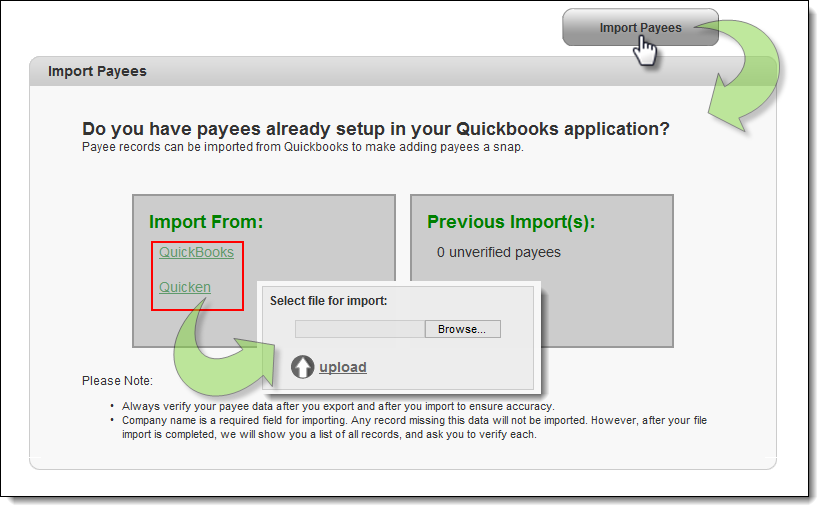 Import Payees
Import Payees
Do you have payees already setup in your Quickbooks application?
Payee records can be imported from Quickbooks to make adding payees a snap.
Import From:
QuickBooks
Quicken
Previous Import(s):
0 unverified payees
Select file for import:
Browse...
upload
Please Note:
• Always verify your payee data after you export and after you import to ensure accuracy.
• Company name is a required field for importing. Any record missing this data will not be imported. However, after your file
import is completed, we will show you a list of all records, and ask you to verify each.